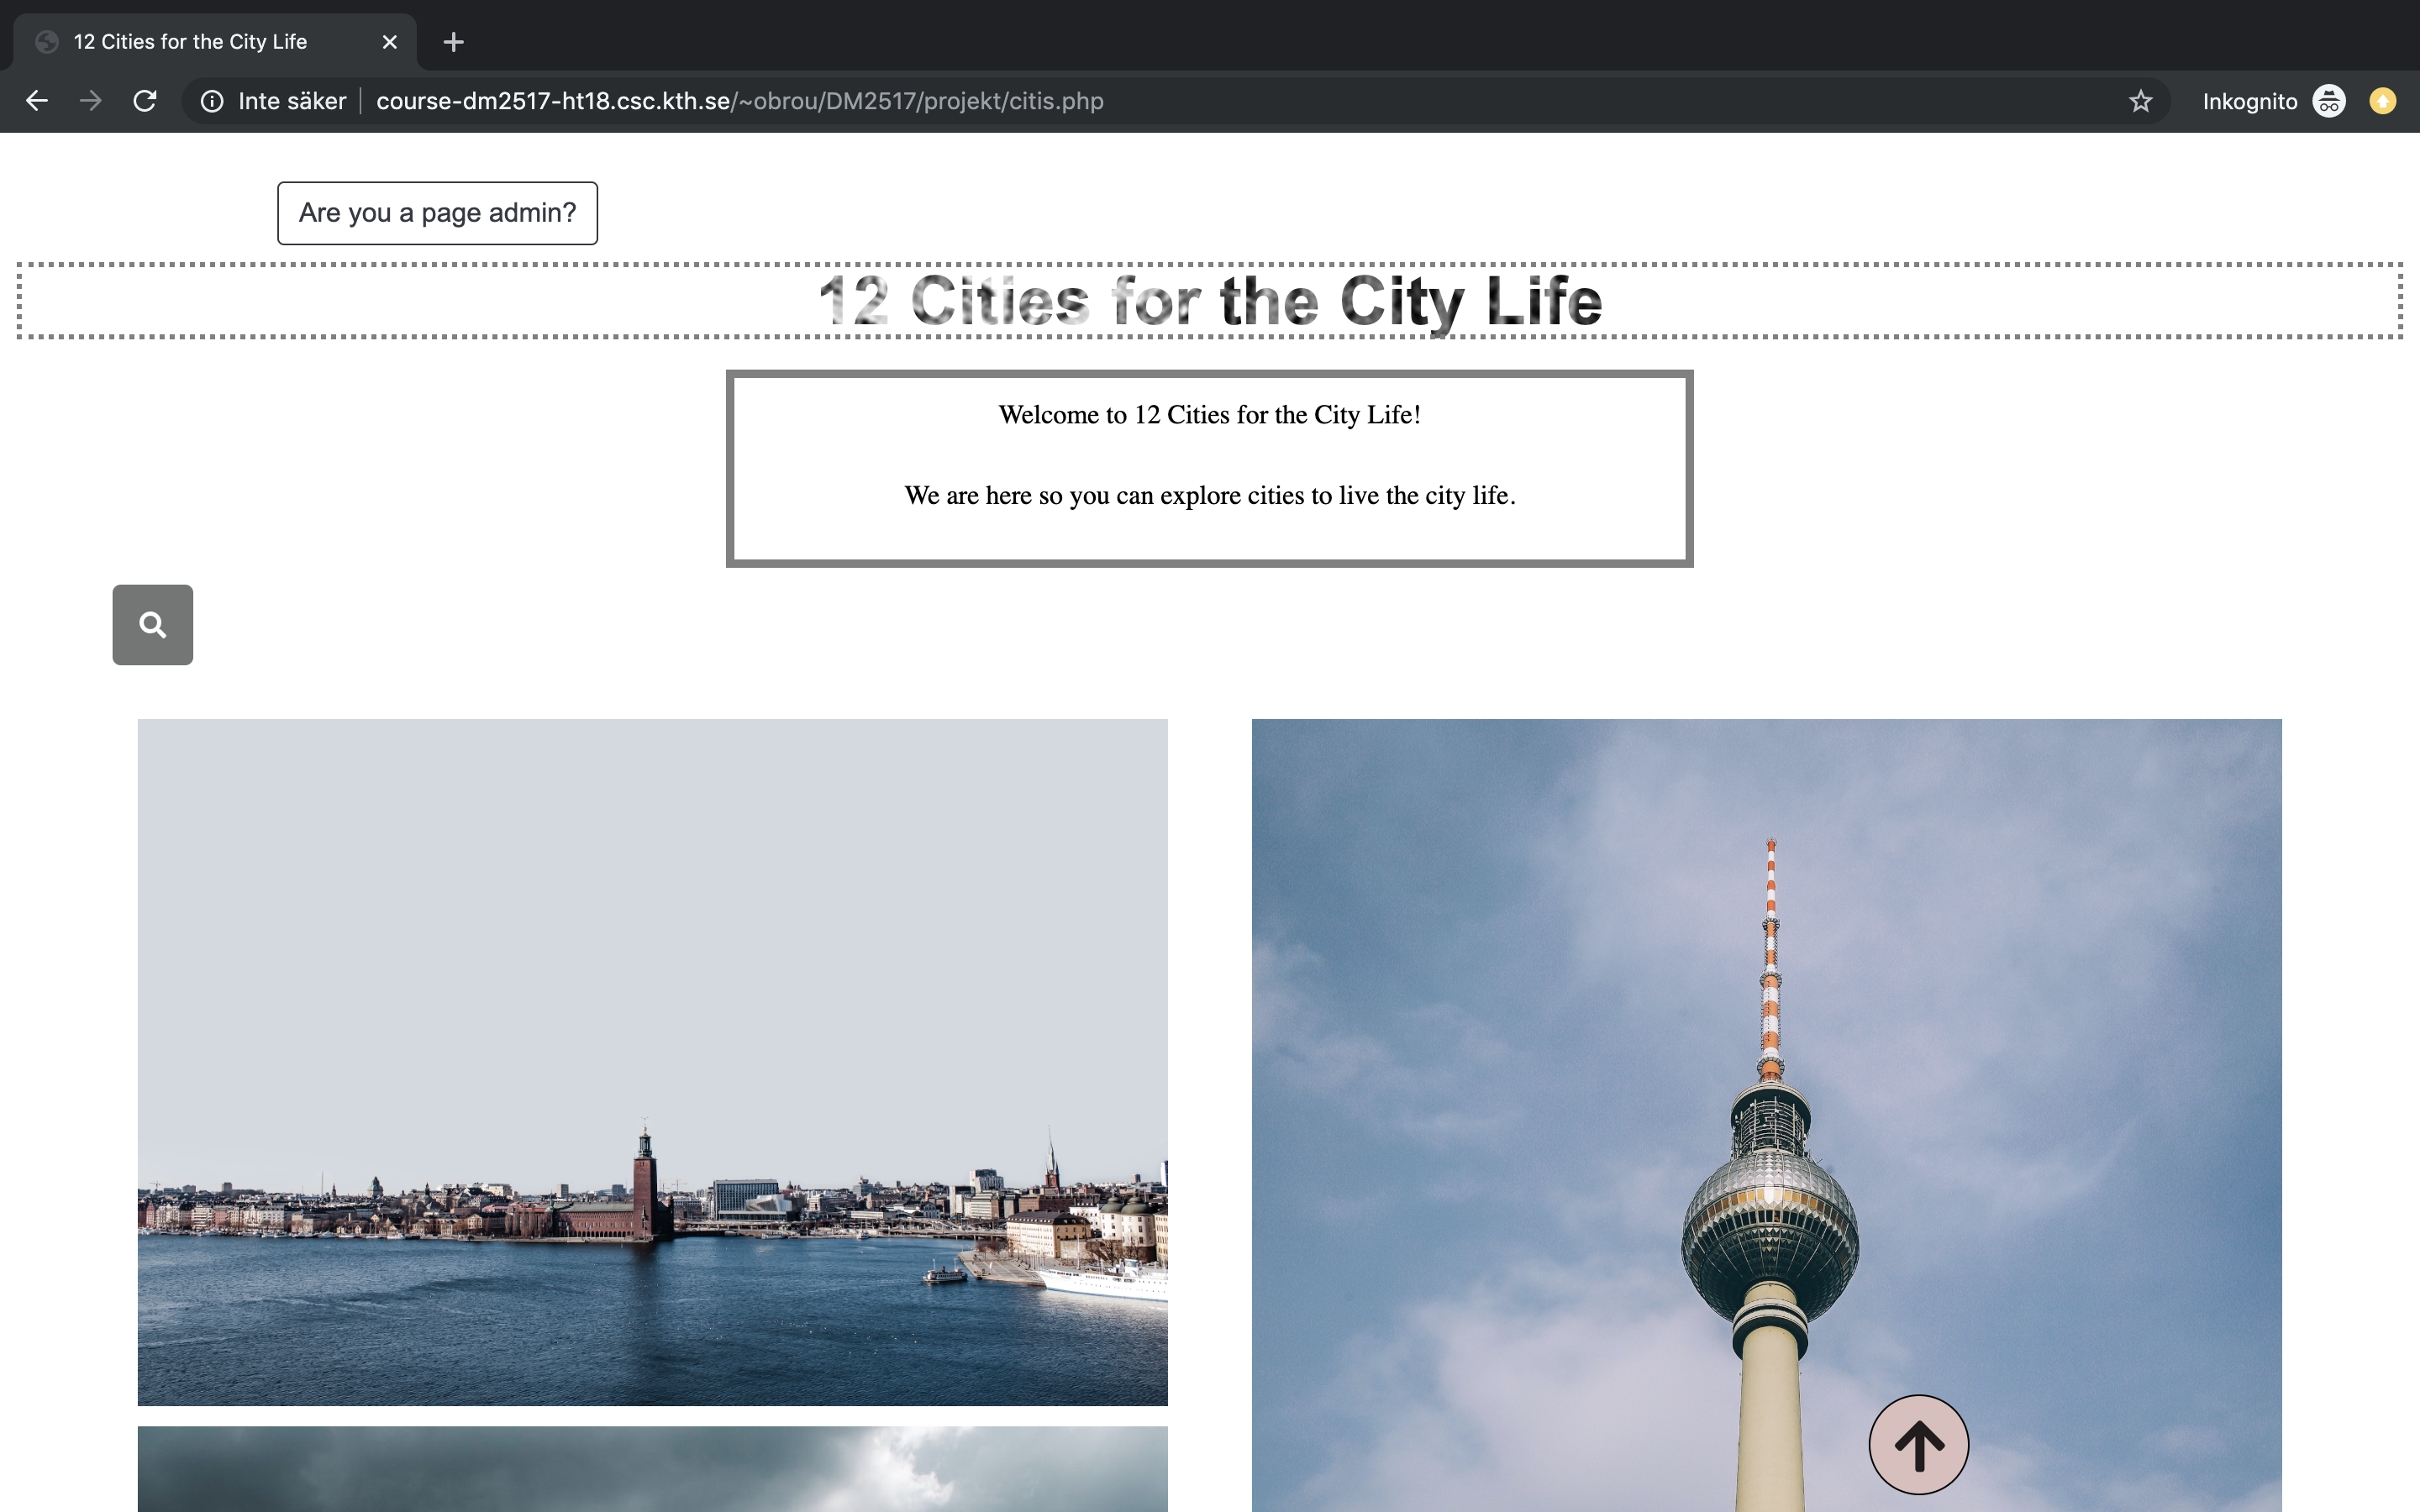 12 Cities for the City Life
Inte säker
course-dm2517-ht18.csc.kth.se/~obrou/DM2517/projekt/citis.php
Inkognito
Are you a page admin?
12 Cities for the City Life
Welcome to 12 Cities for the City Life!
We are here so you can explore cities to live the city life.